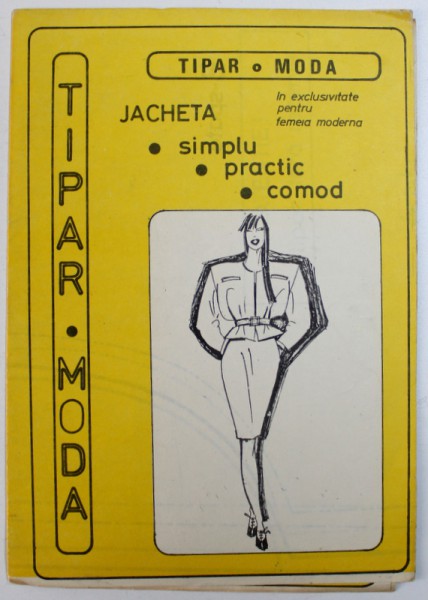 TIPAR • MODA
TIPAR • MODA
JACHETA
In exclusivitate
pentru
femeia moderna
• simplu
• practic
• comod